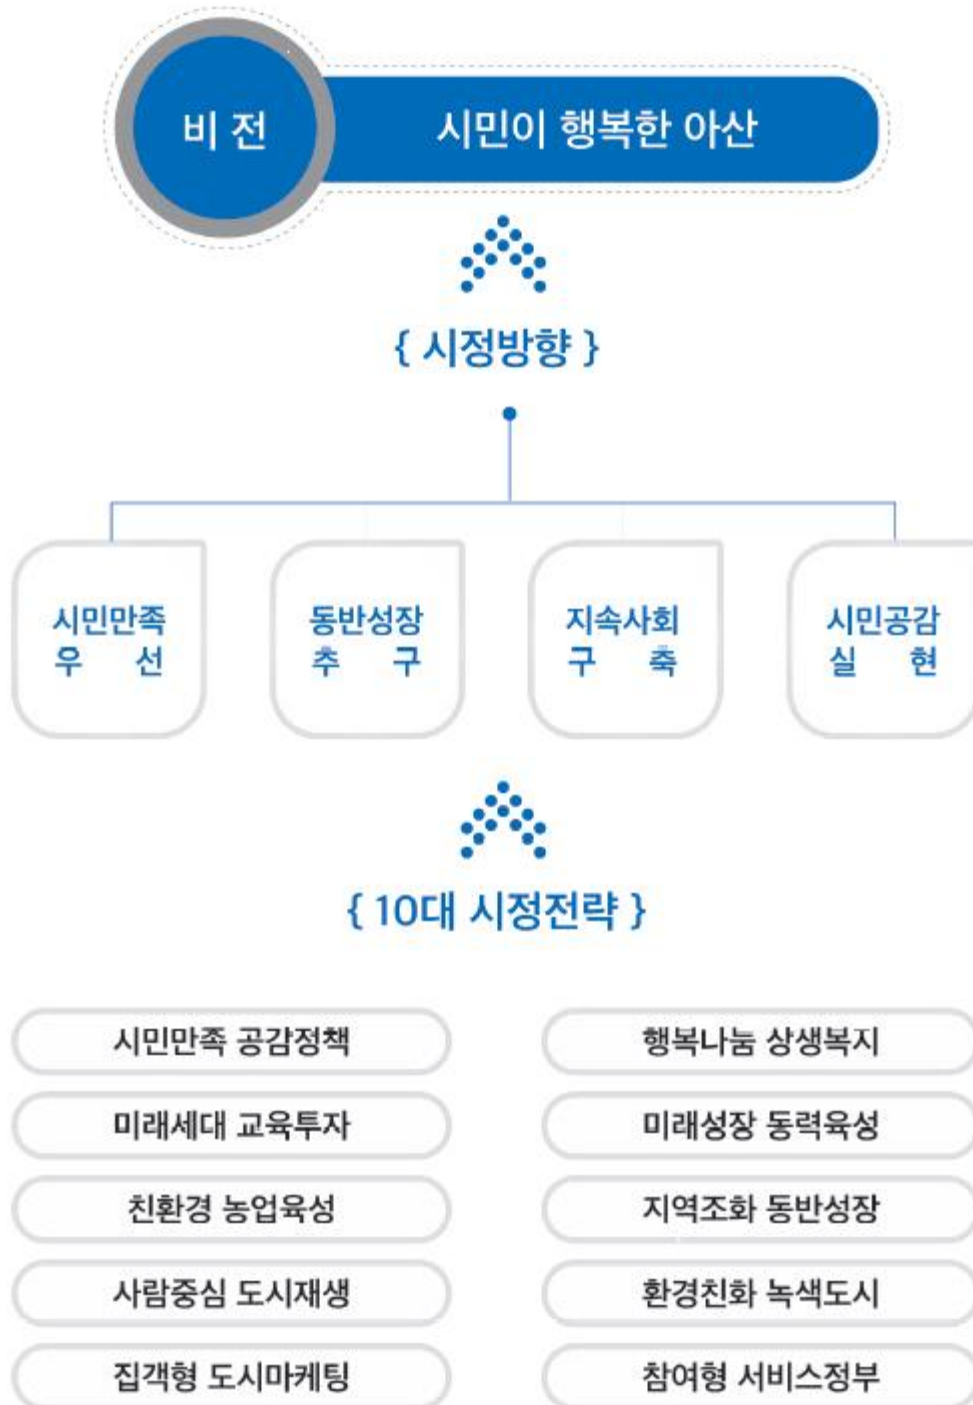 비 전
시민이 행복한 아산
{ 시정방향 }
시민만족
우 선
동반성장
추 구
지속사회
구 축
시민공감
실 현
{ 10대 시정전략 }
시민만족 공감정책
행복나눔 상생복지
미래세대 교육투자
미래성장 동력육성
친환경 농업육성
지역조화 동반성장
사람중심 도시재생
환경친화 녹색도시
집객형 도시마케팅
참여형 서비스정부